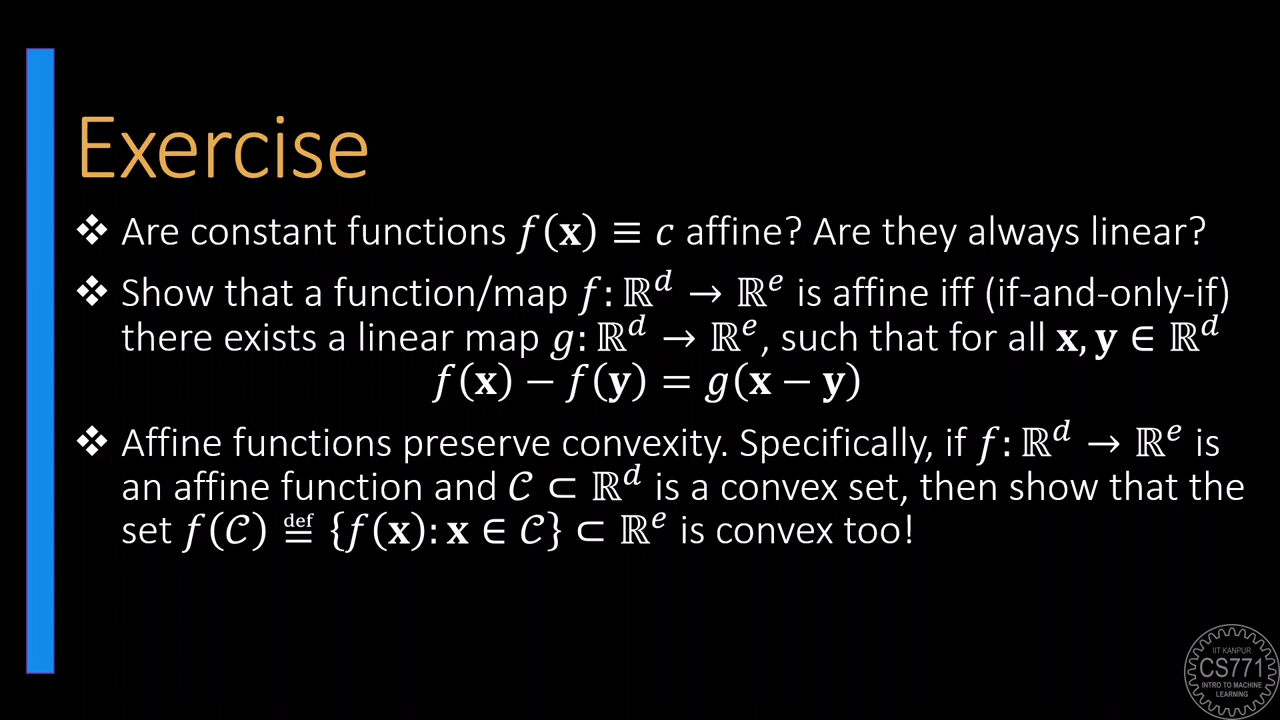 Exercise
❖ Are constant functions 𝑓(𝐱) ≡ 𝑐 affine? Are they always linear?
❖ Show that a function/map 𝑓: ℝ^𝑑 → ℝ^𝑒 is affine iff (if-and-only-if)
there exists a linear map 𝑔: ℝ^𝑑 → ℝ^𝑒, such that for all 𝐱, 𝐲 ∈ ℝ^𝑑
𝑓(𝐱) − 𝑓(𝐲) = 𝑔(𝐱 − 𝐲)
❖ Affine functions preserve convexity. Specifically, if 𝑓: ℝ^𝑑 → ℝ^𝑒 is
an affine function and 𝒞 ⊂ ℝ^𝑑 is a convex set, then show that the
set 𝑓(𝒞) ≝ {𝑓(𝐱): 𝐱 ∈ 𝒞} ⊂ ℝ^𝑒 is convex too!
IIT KANPUR
CS771
INTRO TO MACHINE
LEARNING